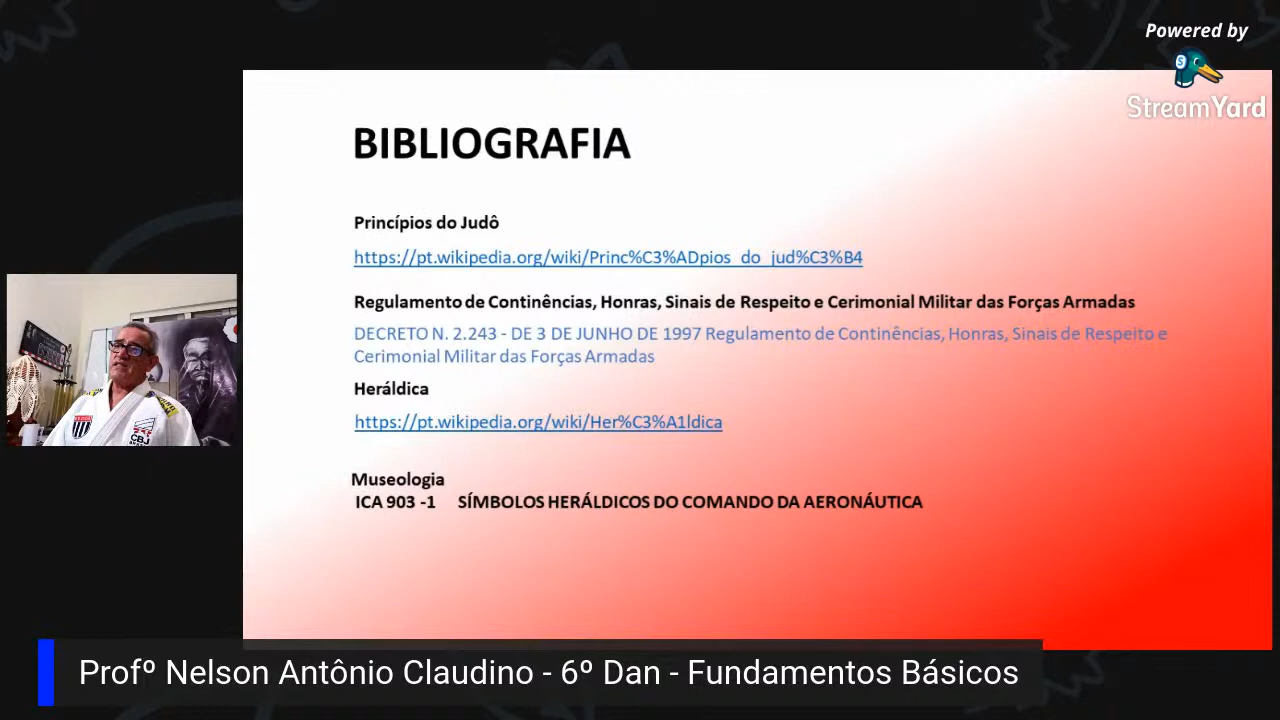 Powered by
StreamYard
BIBLIOGRAFIA
Princípios do Judô
https://pt.wikipedia.org/wiki/Princ%C3%ADpios_do_jud%C3%B4
Regulamento de Continências, Honras, Sinais de Respeito e Cerimonial Militar das Forças Armadas
DECRETO N. 2.243 - DE 3 DE JUNHO DE 1997 Regulamento de Continências, Honras, Sinais de Respeito e
Cerimonial Militar das Forças Armadas
Heráldica
https://pt.wikipedia.org/wiki/Her%C3%A1ldica
Museologia
ICA 903 -1 SÍMBOLOS HERÁLDICOS DO COMANDO DA AERONÁUTICA
CBJ
Profº Nelson Antônio Claudino - 6º Dan - Fundamentos Básicos